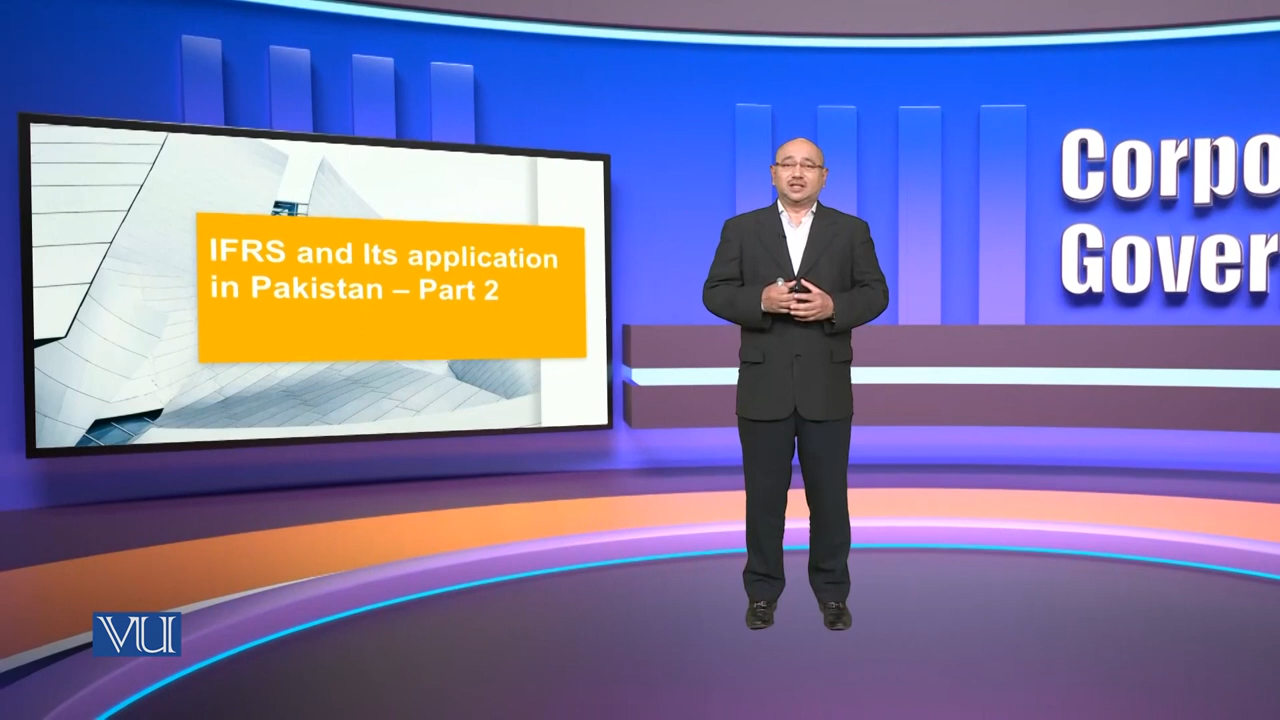 IFRS and Its application
in Pakistan – Part 2
Corpo
Gover
VU